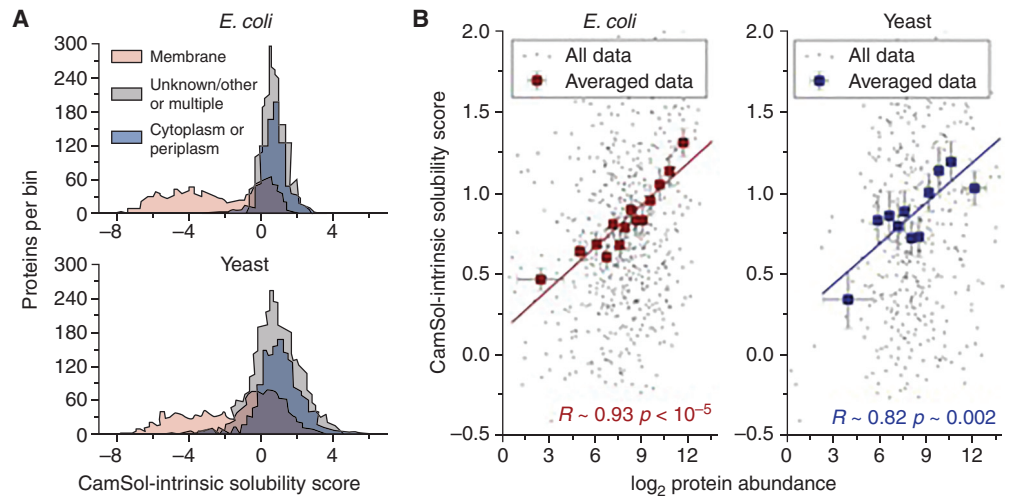 A
E. coli
300
240
180
120
60
0
Membrane
Unknown/other
or multiple
Cytoplasm or
periplasm
−8
−4
0
4
Proteins per bin
Yeast
300
240
180
120
60
0
−8
−4
0
4
CamSol-intrinsic solubility score
B
E. coli
2.0
1.5
1.0
0.5
0.0
−0.5
CamSol-intrinsic solubility score
All data
Averaged data
R ~ 0.93 p < 10⁻⁵
0
3
6
9
12
Yeast
2.0
1.5
1.0
0.5
0.0
−0.5
All data
Averaged data
R ~ 0.82 p ~ 0.002
0
3
6
9
12
log₂ protein abundance